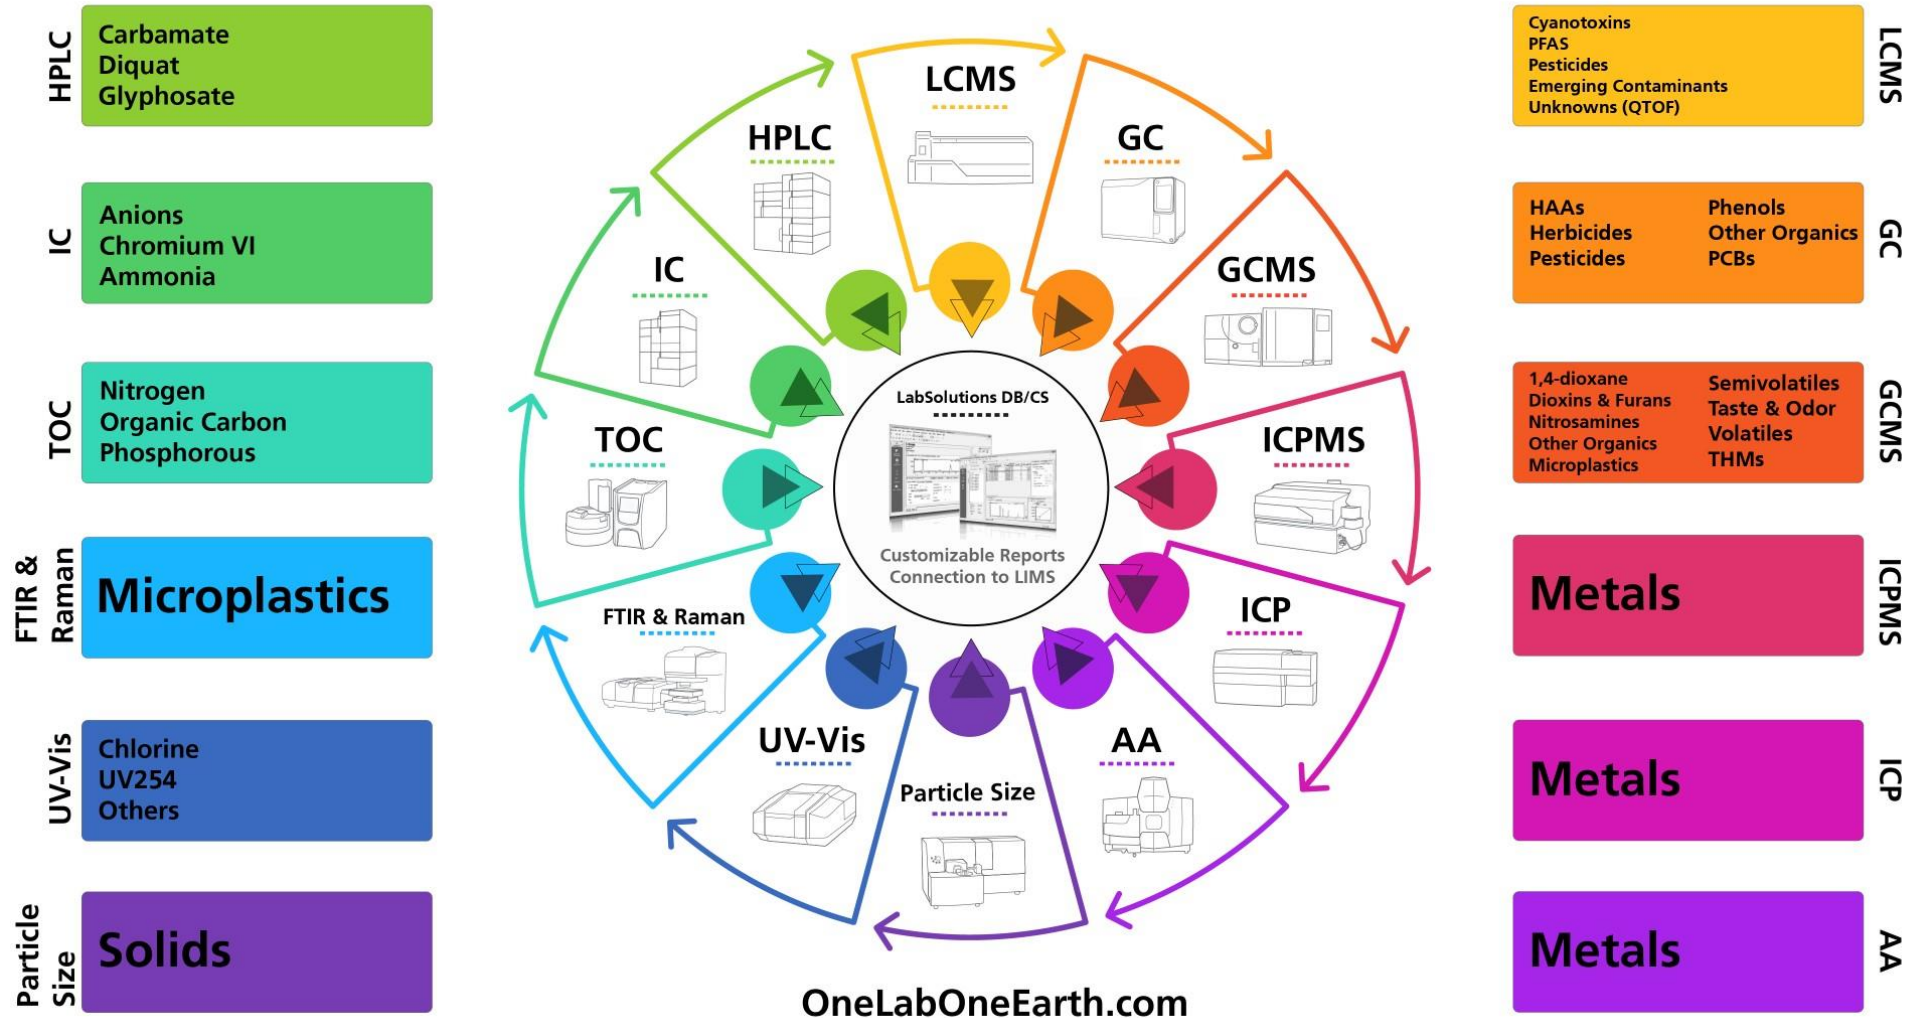 HPLC
Carbamate
Diquat
Glyphosate
IC
Anions
Chromium VI
Ammonia
TOC
Nitrogen
Organic Carbon
Phosphorous
FTIR &
Raman
Microplastics
UV-Vis
Chlorine
UV254
Others
Particle
Size
Solids
LCMS
HPLC
GC
IC
GCMS
TOC
ICPMS
FTIR & Raman
ICP
UV-Vis
AA
Particle Size
LabSolutions DB/CS
Customizable Reports
Connection to LIMS
OneLabOneEarth.com
Cyanotoxins
PFAS
Pesticides
Emerging Contaminants
Unknowns (QTOF)
LCMS
HAAs
Herbicides
Pesticides
Phenols
Other Organics
PCBs
GC
1,4-dioxane
Dioxins & Furans
Nitrosamines
Other Organics
Microplastics
Semivolatiles
Taste & Odor
Volatiles
THMs
GCMS
Metals
ICPMS
Metals
ICP
Metals
AA